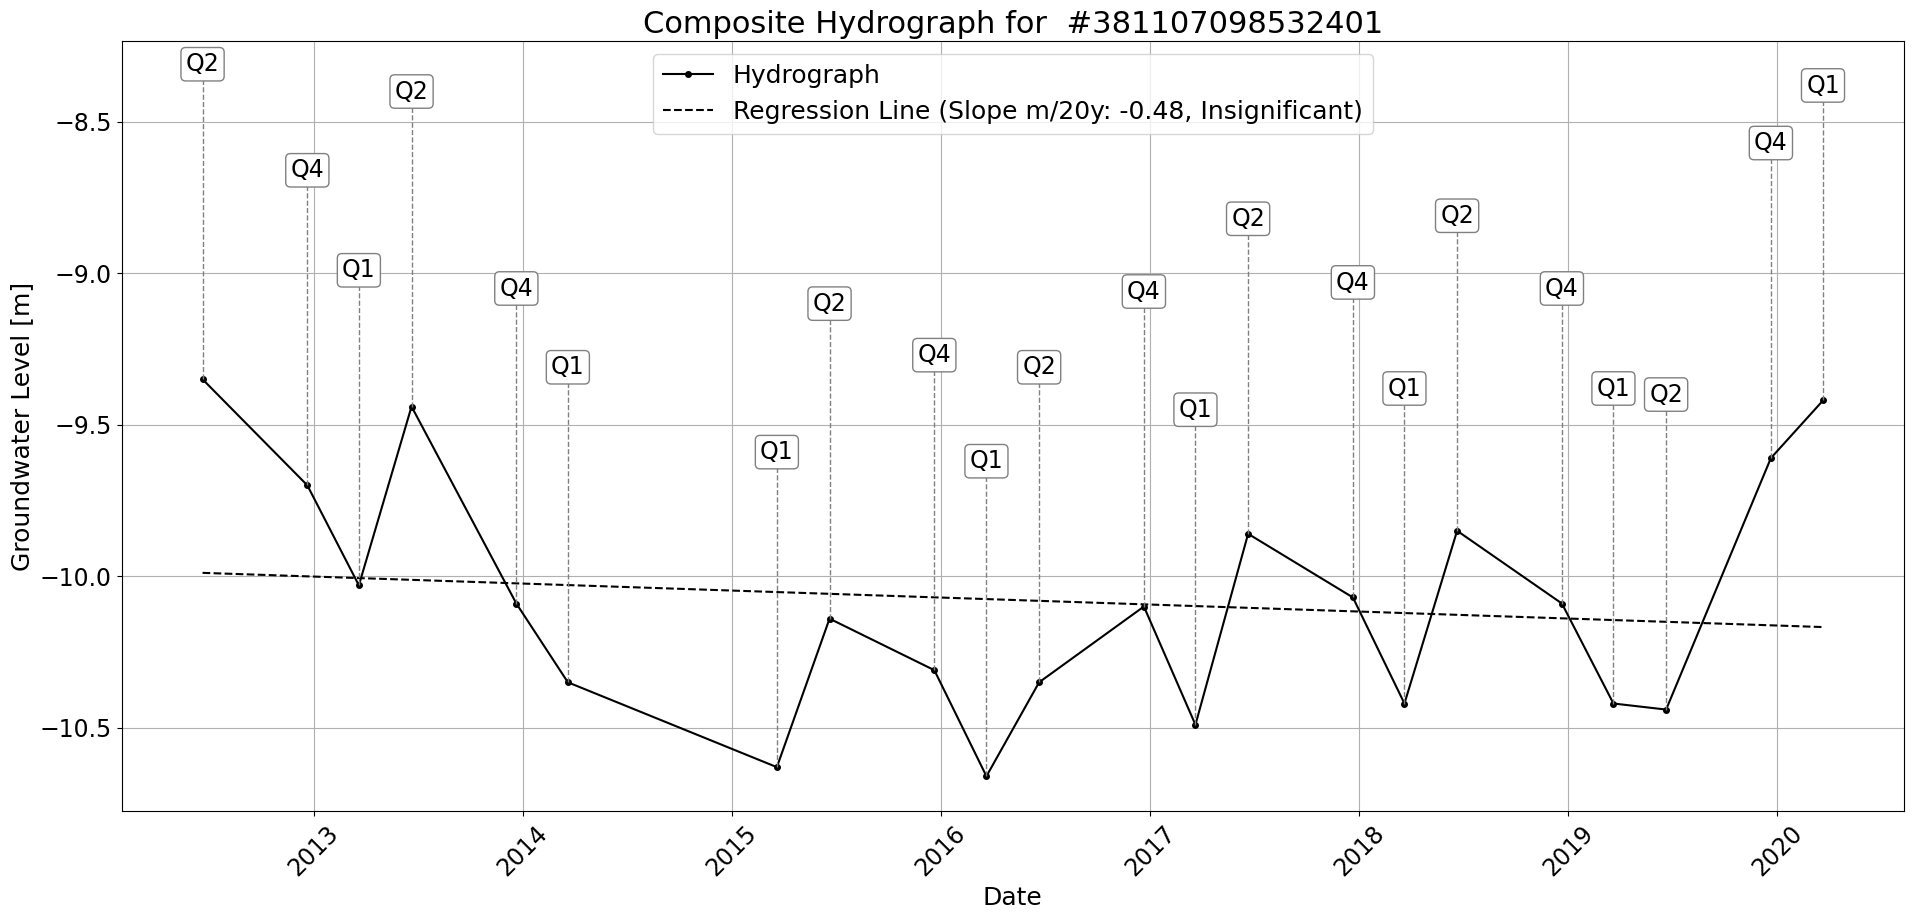 Composite Hydrograph for #381107098532401
Hydrograph
Regression Line (Slope m/20y: -0.48, Insignificant)
Q2
Q4
Q1
Q2
Q4
Q1
Q1
Q2
Q4
Q1
Q2
Q4
Q1
Q2
Q4
Q1
Q2
Q4
Q1
Q2
Q4
Q1
Groundwater Level [m]
−8.5
−9.0
−9.5
−10.0
−10.5
2013
2014
2015
2016
2017
2018
2019
2020
Date